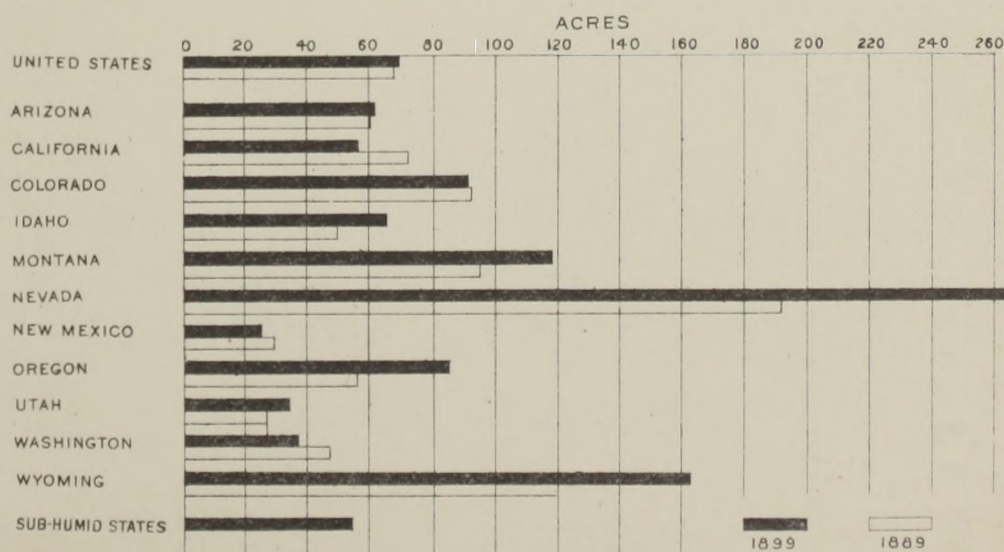 ACRES
0 20 40 60 80 100 120 140 160 180 200 220 240 260
UNITED STATES
ARIZONA
CALIFORNIA
COLORADO
IDAHO
MONTANA
NEVADA
NEW MEXICO
OREGON
UTAH
WASHINGTON
WYOMING
SUB-HUMID STATES
1899 1889